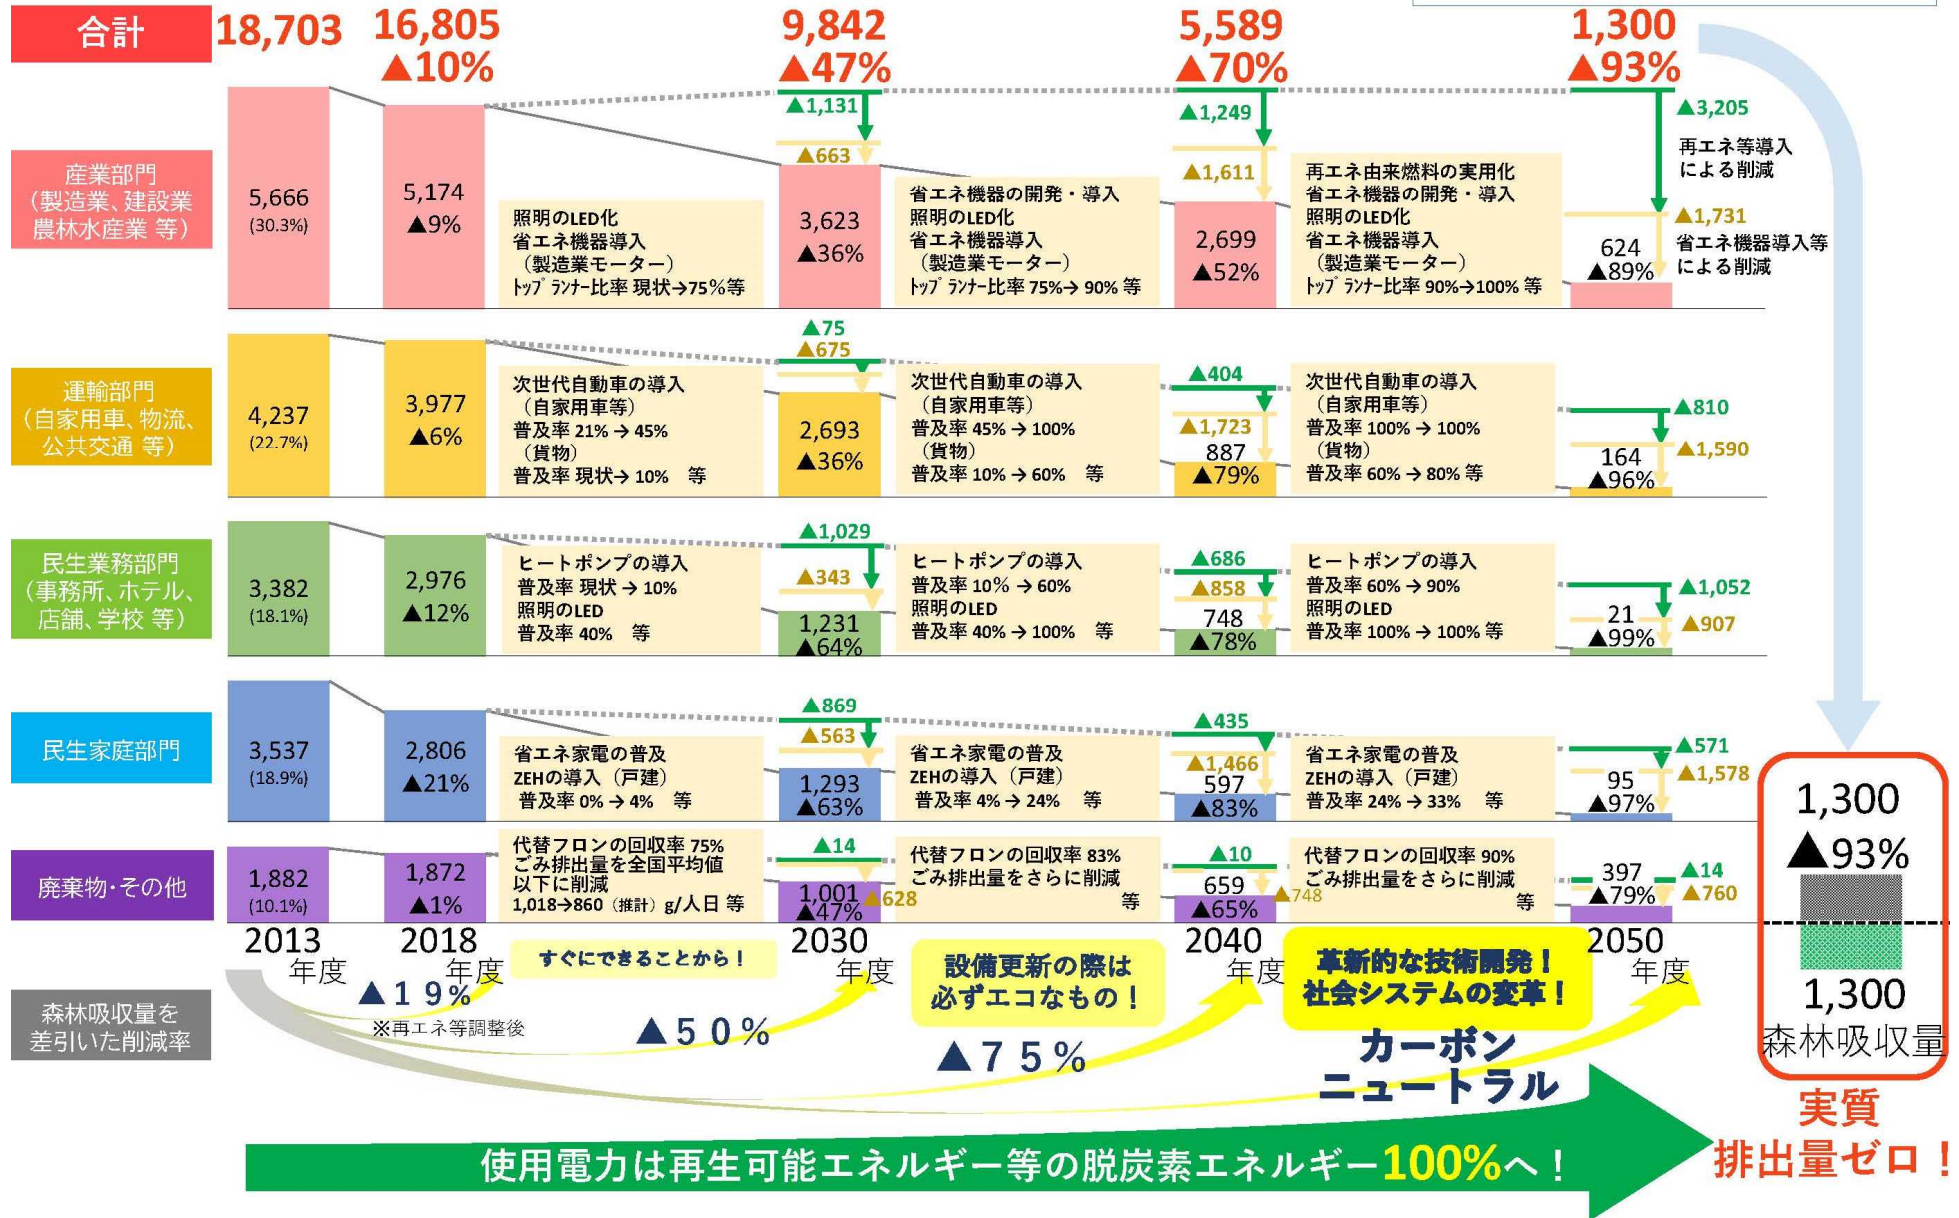 合計
18,703
16,805
▲10%
9,842
▲47%
5,589
▲70%
1,300
▲93%
産業部門
（製造業、建設業
農林水産業 等）
5,666
(30.3%)
5,174
▲9%
照明のLED化
省エネ機器導入
（製造業モーター）
トップランナー比率 現状→75%等
▲1,131
▲663
3,623
▲36%
省エネ機器の開発・導入
照明のLED化
省エネ機器導入
（製造業モーター）
トップランナー比率 75%→ 90% 等
▲1,249
▲1,611
2,699
▲52%
再エネ由来燃料の実用化
省エネ機器の開発・導入
照明のLED化
省エネ機器導入
（製造業モーター）
トップランナー比率 90%→100% 等
▲3,205
再エネ等導入
による削減
▲1,731
省エネ機器導入等
による削減
624
▲89%
運輸部門
（自家用車、物流、
公共交通 等）
4,237
(22.7%)
3,977
▲6%
次世代自動車の導入
（自家用車等）
普及率 21% → 45%
（貨物）
普及率 現状→ 10%　等
▲75
▲675
2,693
▲36%
次世代自動車の導入
（自家用車等）
普及率 45% → 100%
（貨物）
普及率 10% → 60%　等
▲404
▲1,723
887
▲79%
次世代自動車の導入
（自家用車等）
普及率 100% → 100%
（貨物）
普及率 60% → 80% 等
▲810
▲1,590
164
▲96%
民生業務部門
（事務所、ホテル、
店舗、学校 等）
3,382
(18.1%)
2,976
▲12%
ヒートポンプの導入
普及率 現状 → 10%
照明のLED
普及率 40%　等
▲1,029
▲343
1,231
▲64%
ヒートポンプの導入
普及率 10% → 60%
照明のLED
普及率 40% → 100%　等
▲686
▲858
748
▲78%
ヒートポンプの導入
普及率 60% → 90%
照明のLED
普及率 100% → 100% 等
▲1,052
▲907
21
▲99%
民生家庭部門
3,537
(18.9%)
2,806
▲21%
省エネ家電の普及
ZEHの導入（戸建）
普及率 0% → 4%　等
▲869
▲563
1,293
▲63%
省エネ家電の普及
ZEHの導入（戸建）
普及率 4% → 24%　等
▲435
▲1,466
597
▲83%
省エネ家電の普及
ZEHの導入（戸建）
普及率 24% → 33%　等
▲571
▲1,578
95
▲97%
廃棄物・その他
1,882
(10.1%)
1,872
▲1%
代替フロンの回収率 75%
ごみ排出量を全国平均値
以下に削減
1,018→860（推計）g/人日 等
▲14
▲628
1,001
▲47%
代替フロンの回収率 83%
ごみ排出量をさらに削減
等
▲10
▲748
659
▲65%
代替フロンの回収率 90%
ごみ排出量をさらに削減
等
▲14
▲760
397
▲79%
2013
年度
2018
年度
2030
年度
2040
年度
2050
年度
すぐにできることから！
設備更新の際は
必ずエコなもの！
革新的な技術開発！
社会システムの変革！
森林吸収量を
差引いた削減率
▲19%
※再エネ等調整後
▲50%
▲75%
カーボン
ニュートラル
1,300
▲93%
1,300
森林吸収量
実質
排出量ゼロ！
使用電力は再生可能エネルギー等の脱炭素エネルギー100%へ！